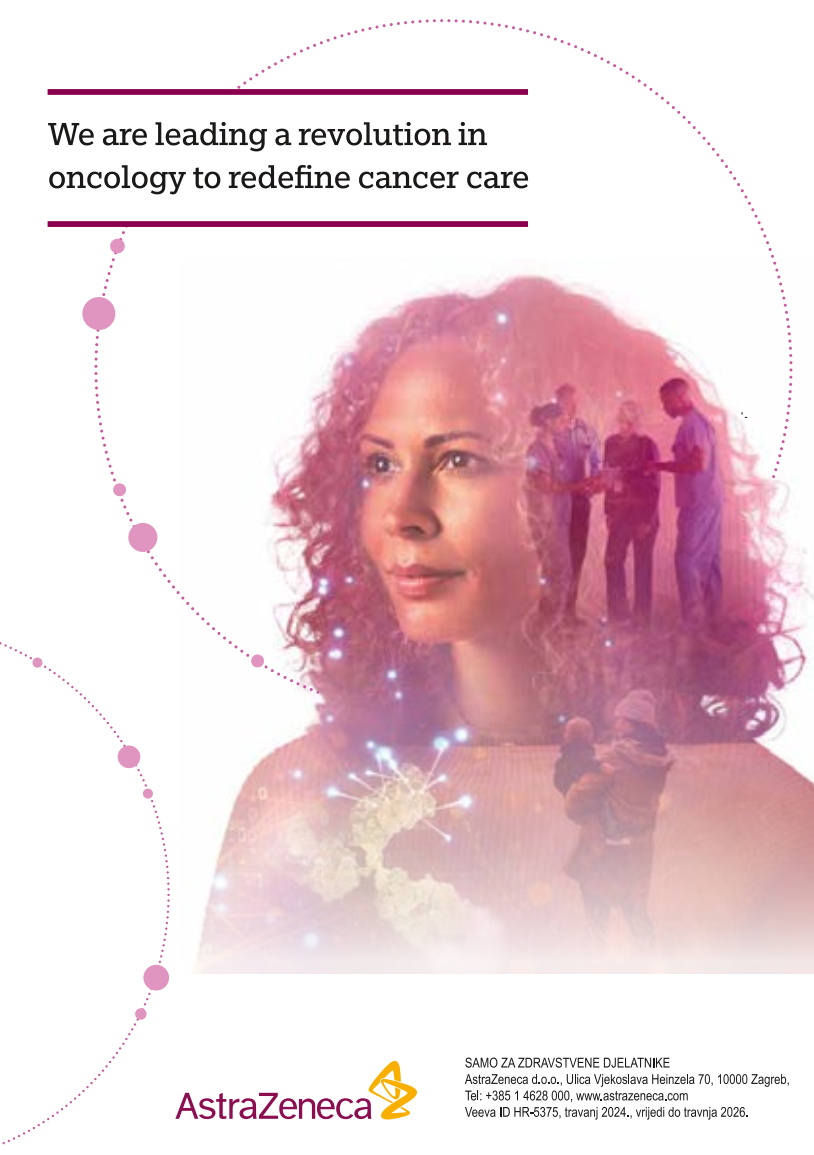 We are leading a revolution in
oncology to redefine cancer care
AstraZeneca
SAMO ZA ZDRAVSTVENE DJELATNIKE
AstraZeneca d.o.o., Ulica Vjekoslava Heinzela 70, 10000 Zagreb,
Tel: +385 1 4628 000, www.astrazeneca.com
Veeva ID HR-5375, travanj 2024., vrijedi do travnja 2026.